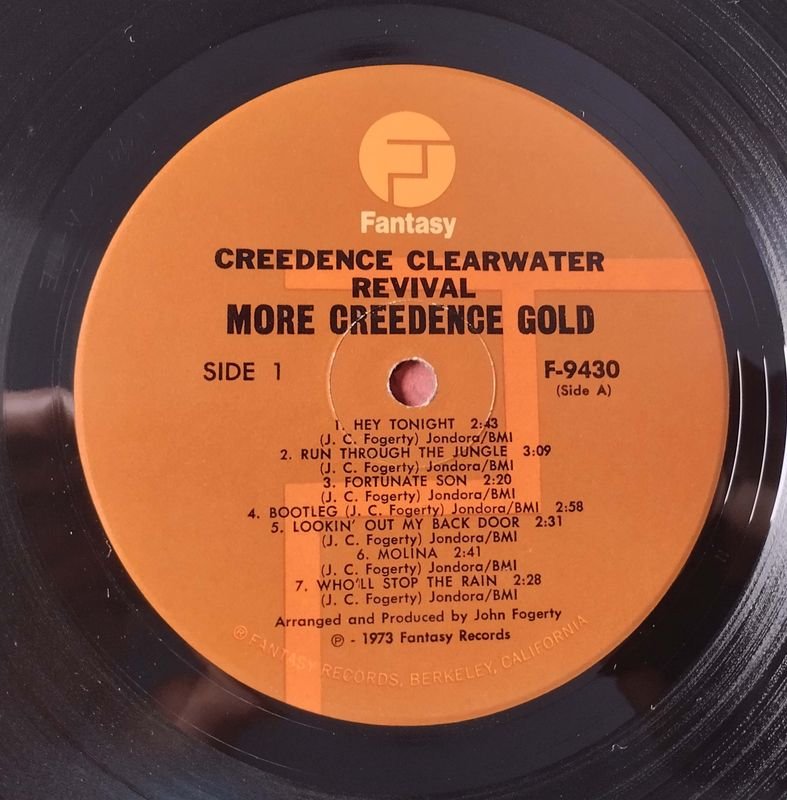 Fantasy
CREEDENCE CLEARWATER
REVIVAL
MORE CREEDENCE GOLD
SIDE 1
F-9430
(Side A)
1. HEY TONIGHT 2:43
(J. C. Fogerty) Jondora/BMI
2. RUN THROUGH THE JUNGLE 3:09
(J. C. Fogerty) Jondora/BMI
3. FORTUNATE SON 2:20
(J. C. Fogerty) Jondora/BMI
4. BOOTLEG (J. C. Fogerty) Jondora/BMI 2:58
5. LOOKIN' OUT MY BACK DOOR 2:31
(J. C. Fogerty) Jondora/BMI
6. MOLINA 2:41
(J. C. Fogerty) Jondora/BMI
7. WHO'LL STOP THE RAIN 2:28
(J. C. Fogerty) Jondora/BMI
Arranged and Produced by John Fogerty
℗ - 1973 Fantasy Records
® FANTASY RECORDS, BERKELEY, CALIFORNIA